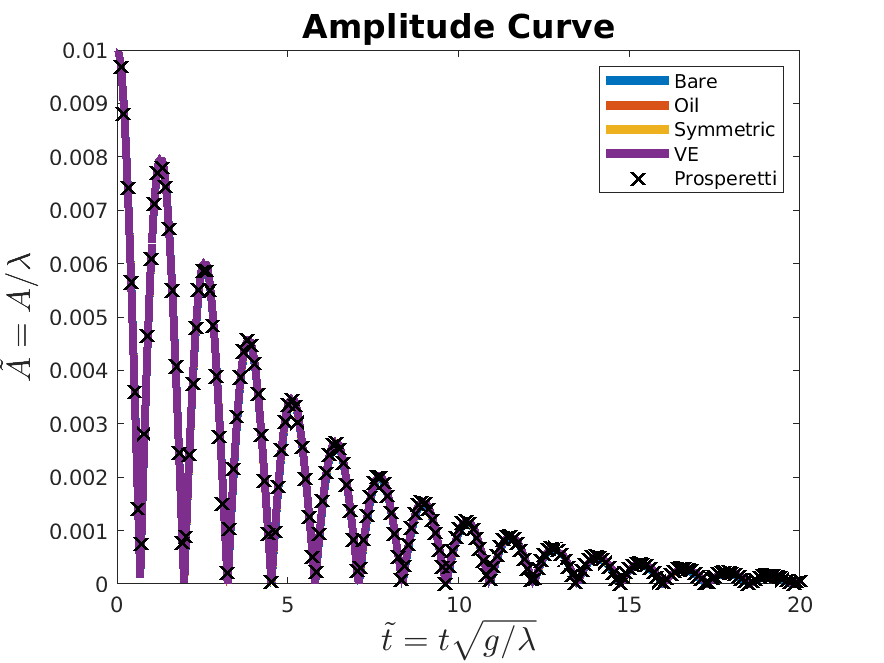 Amplitude Curve
0.01
0.009
0.008
0.007
0.006
0.005
0.004
0.003
0.002
0.001
0
Ã = A/λ
Bare
Oil
Symmetric
VE
Prosperetti
0 5 10 15 20
t̃ = t√(g/λ)